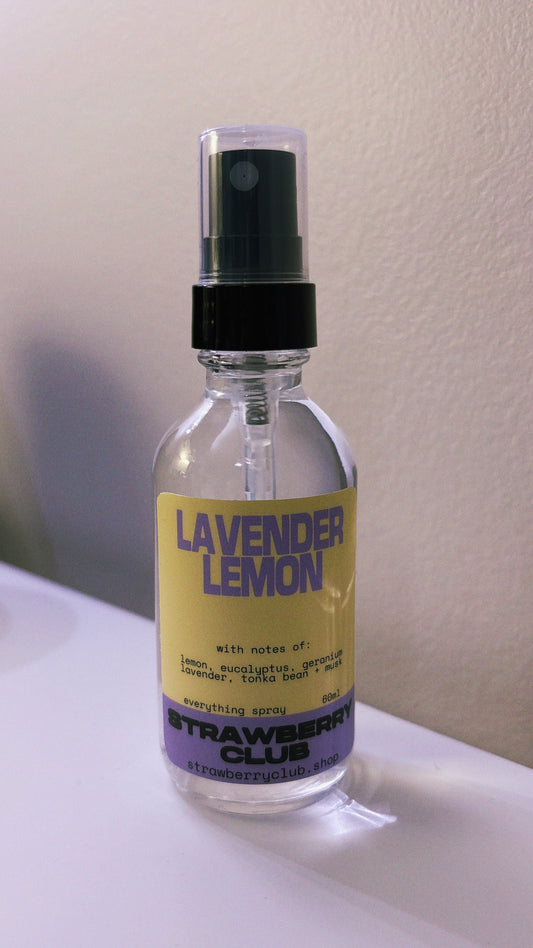 LAVENDER
LEMON
with notes of:
lemon, eucalyptus, geranium
lavender, tonka bean + musk
everything spray 60ml
STRAWBERRY
CLUB
strawberryclub.shop